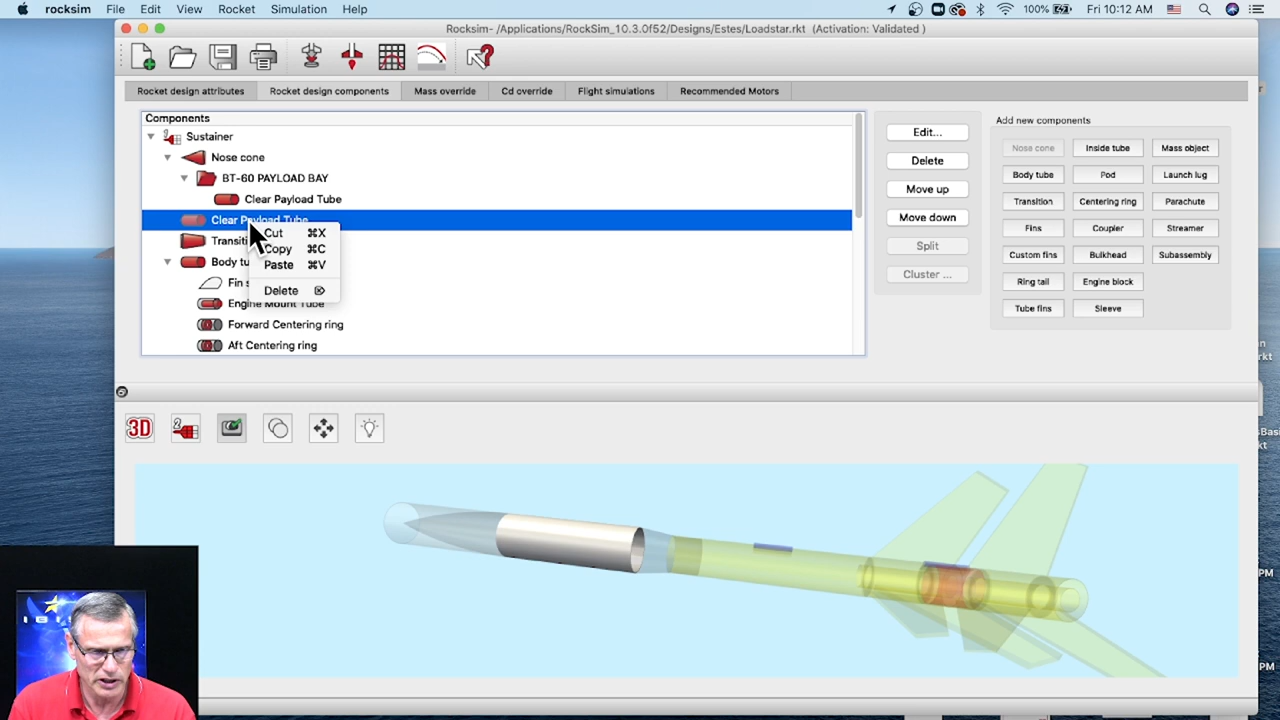 rocksim File Edit View Rocket Simulation Help 100% Fri 10:12 AM
Rocksim- /Applications/RockSim_10.3.0f52/Designs/Estes/Loadstar.rkt (Activation: Validated )
Rocket design attributes Rocket design components Mass override Cd override Flight simulations Recommended Motors
Components
Sustainer
Nose cone
BT-60 PAYLOAD BAY
Clear Payload Tube
Clear Payload Tube
Transiti
Body tu
Fin s
Engine Mount Tube
Forward Centering ring
Aft Centering ring
Cut ⌘X
Copy ⌘C
Paste ⌘V
Delete ⌦
Edit...
Delete
Move up
Move down
Split
Cluster ...
Add new components
Nose cone Inside tube Mass object
Body tube Pod Launch lug
Transition Centering ring Parachute
Fins Coupler Streamer
Custom fins Bulkhead Subassembly
Ring tail Engine block
Tube fins Sleeve
3D